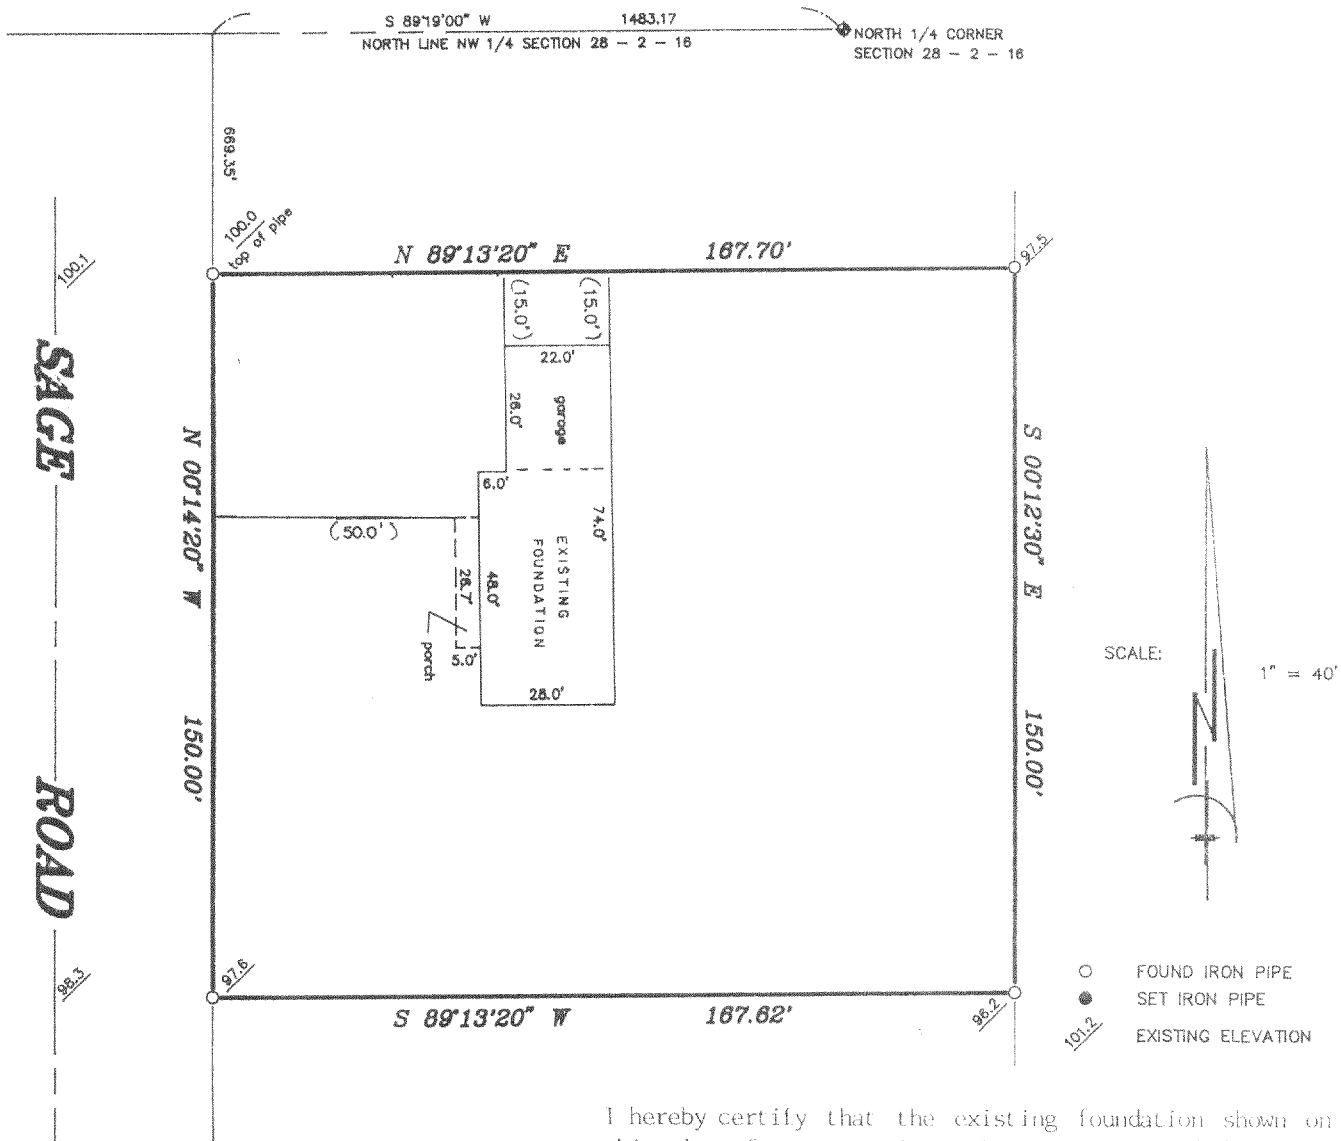 S 89°19'00" W 1483.17
NORTH LINE NW 1/4 SECTION 28 - 2 - 16
NORTH 1/4 CORNER
SECTION 28 - 2 - 16
669.35'
100.0
top of pipe
100.1
N 89°13'20" E 167.70'
97.5
(15.0')
(15.0')
22.0'
26.0'
garage
6.0'
74.0'
(50.0')
EXISTING
FOUNDATION
26.7'
48.0'
porch
5.0'
28.0'
SAGE
ROAD
N 00°14'20" W 150.00'
S 00°12'30" E 150.00'
SCALE:
1" = 40'
N
98.3
97.6
S 89°13'20" W 167.62'
96.2
FOUND IRON PIPE
SET IRON PIPE
101.2
EXISTING ELEVATION
I hereby certify that the existing foundation shown on